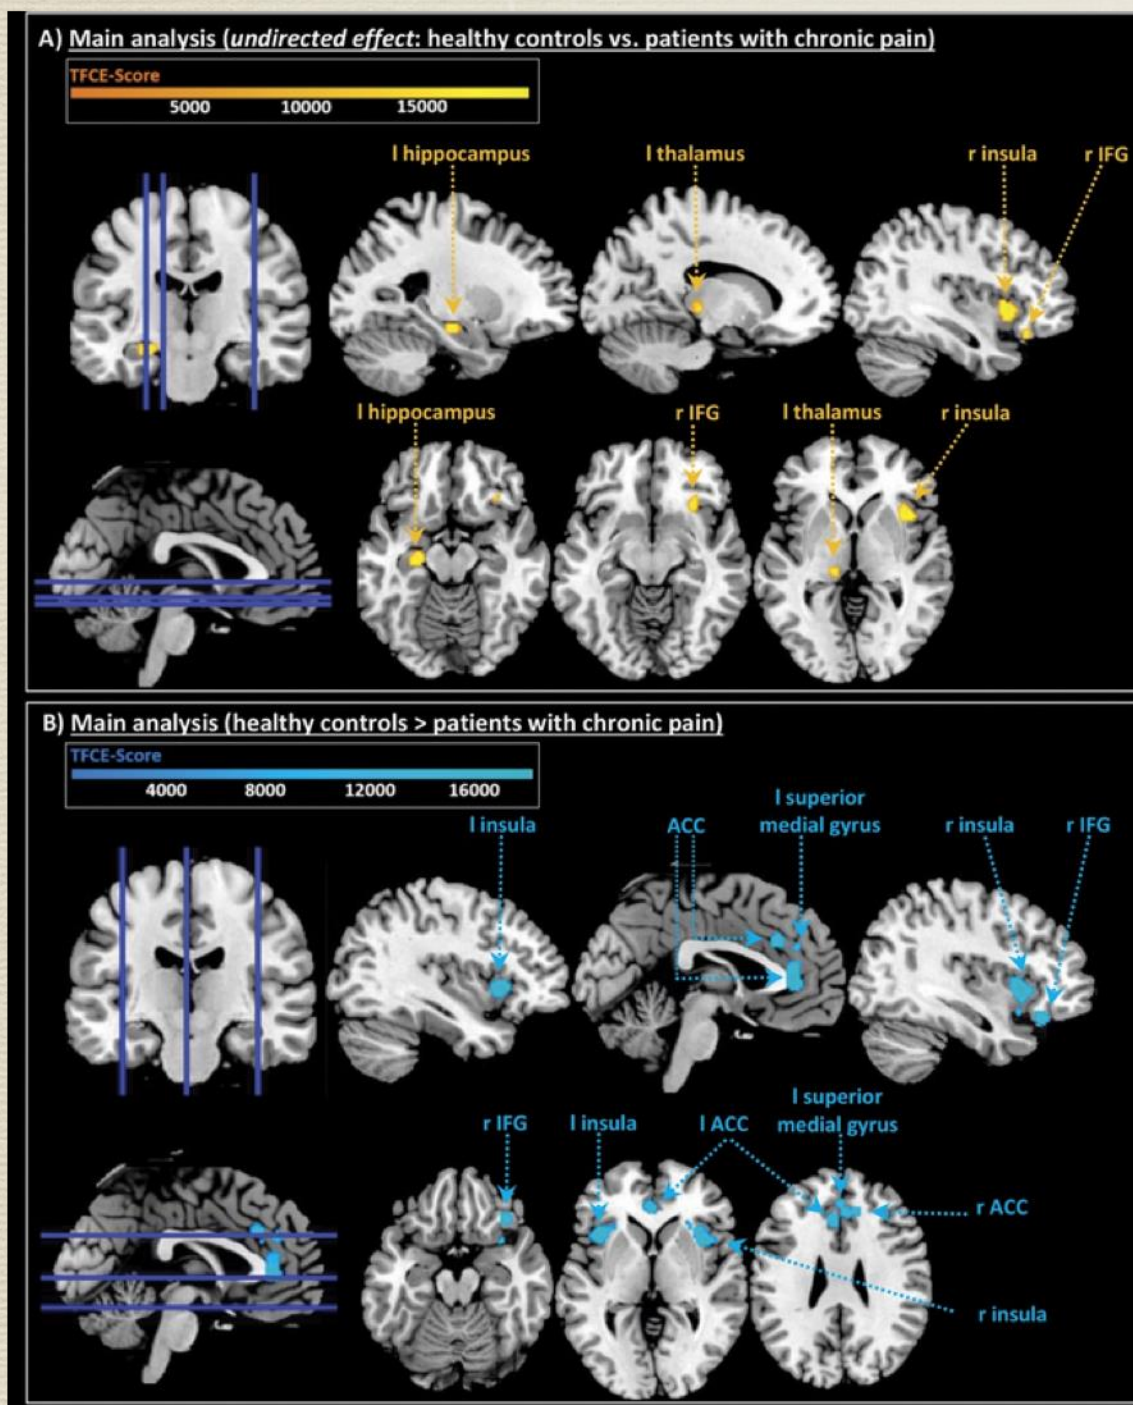 A) Main analysis (undirected effect: healthy controls vs. patients with chronic pain)
TFCE-Score
5000 10000 15000
l hippocampus l thalamus r insula r IFG
l hippocampus r IFG l thalamus r insula
B) Main analysis (healthy controls > patients with chronic pain)
TFCE-Score
4000 8000 12000 16000
l insula ACC l superior
medial gyrus r insula r IFG
l superior
r IFG l insula l ACC medial gyrus
r ACC
r insula